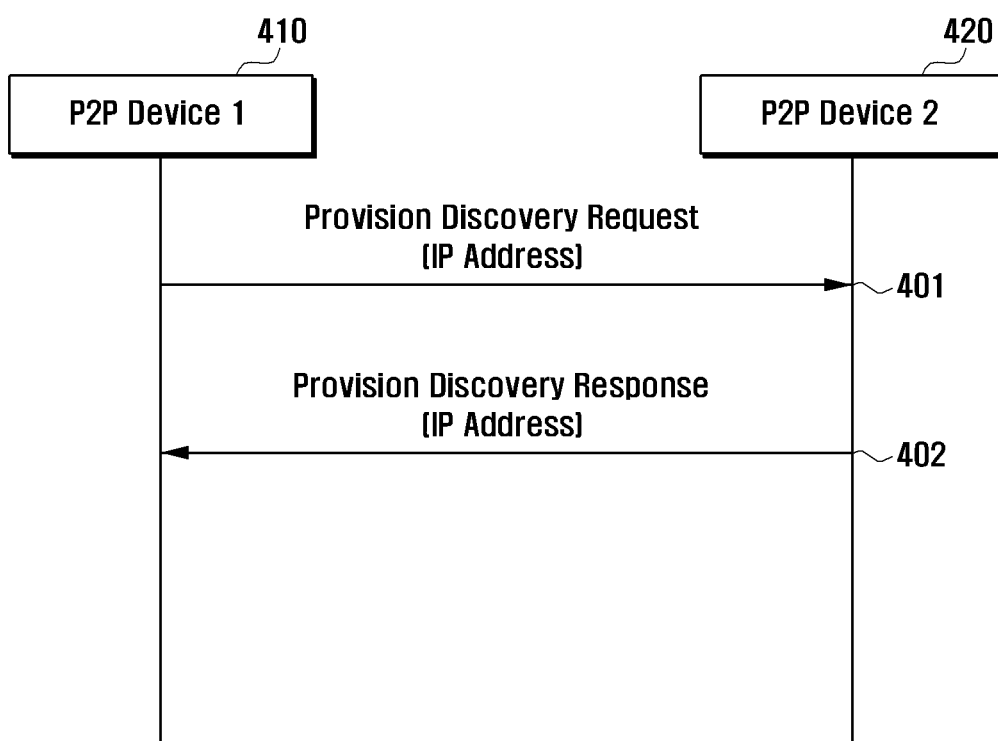 410
420
P2P Device 1
P2P Device 2
Provision Discovery Request
(IP Address)
401
Provision Discovery Response
(IP Address)
402